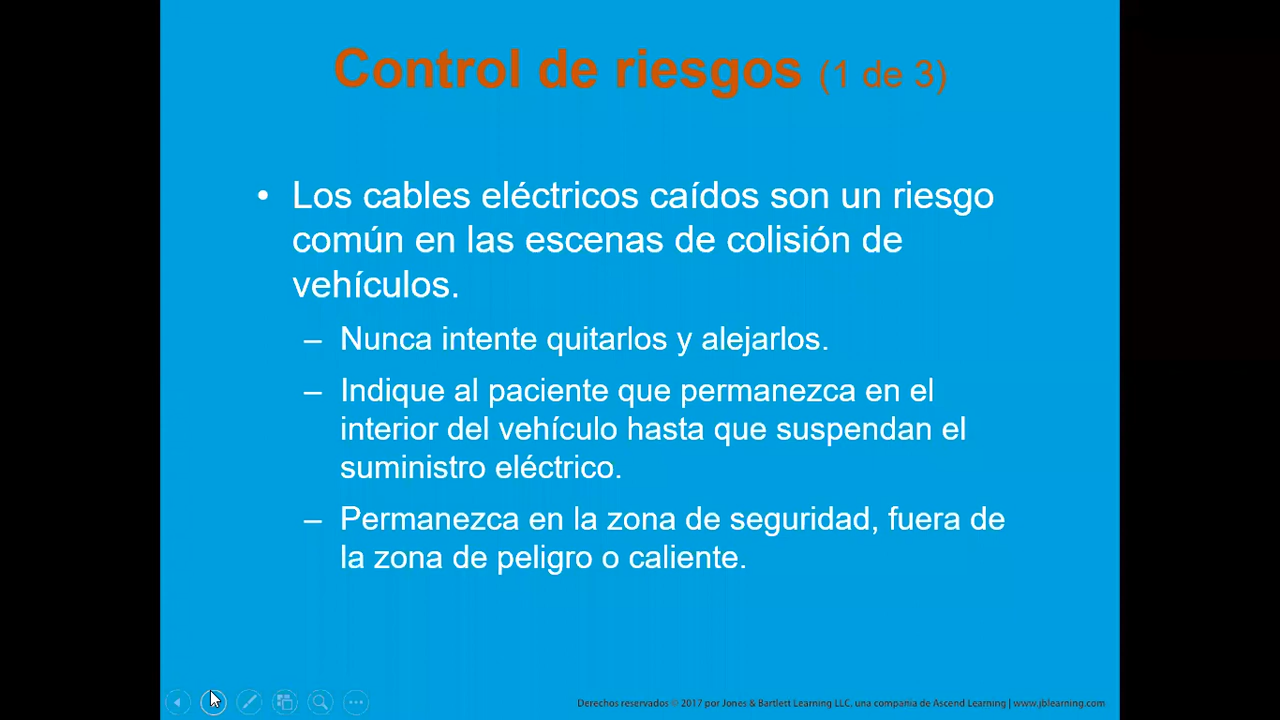 Control de riesgos (1 de 3)
• Los cables eléctricos caídos son un riesgo
común en las escenas de colisión de
vehículos.
– Nunca intente quitarlos y alejarlos.
– Indique al paciente que permanezca en el
interior del vehículo hasta que suspendan el
suministro eléctrico.
– Permanezca en la zona de seguridad, fuera de
la zona de peligro o caliente.
Derechos reservados © 2017 por Jones & Bartlett Learning LLC, una compañía de Ascend Learning | www.jblearning.com